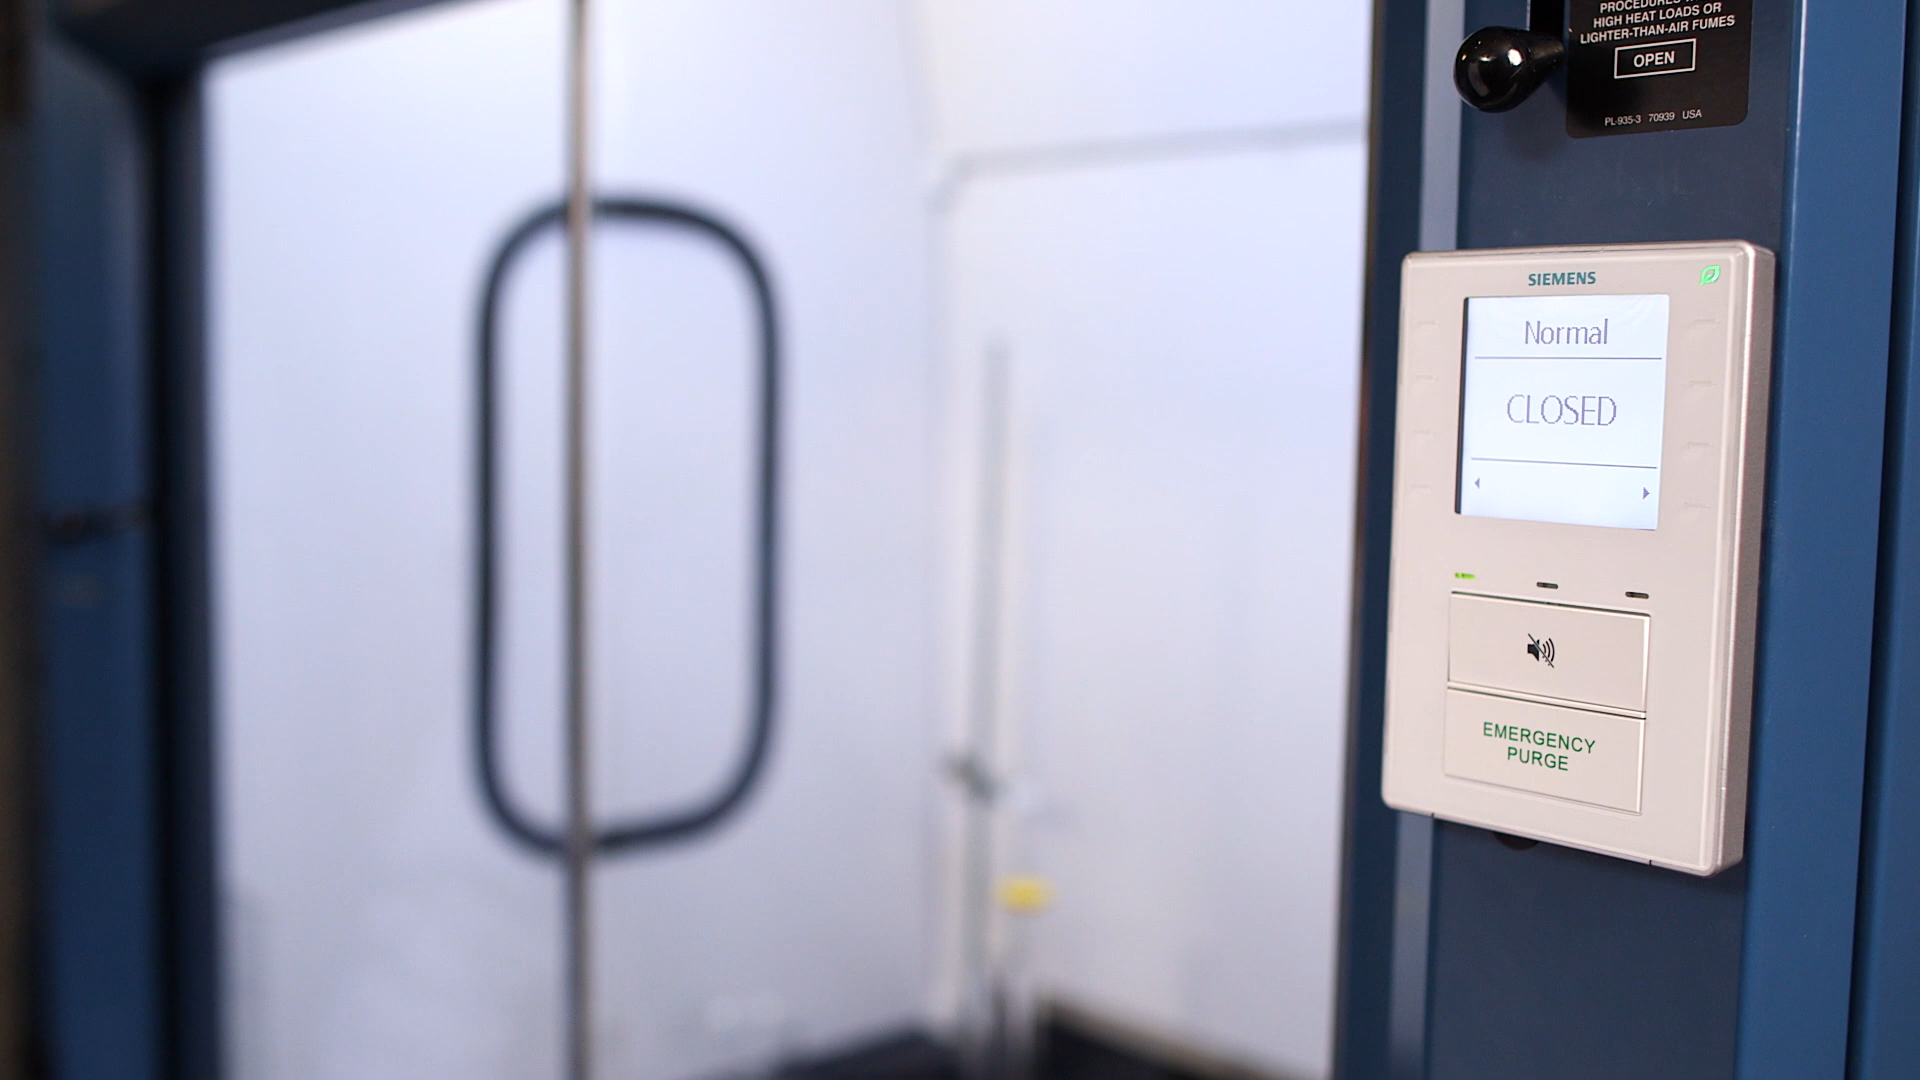 PROCEDURES
HIGH HEAT LOADS OR
LIGHTER-THAN-AIR FUMES
OPEN
PL-935-3 70939 USA
SIEMENS
Normal
CLOSED
EMERGENCY
PURGE